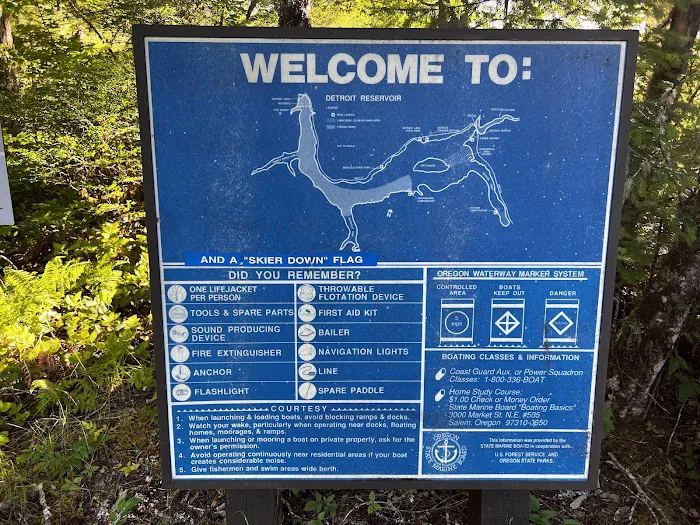 WELCOME TO:
DETROIT RESERVOIR
LEGEND
AND A "SKIER DOWN" FLAG
DID YOU REMEMBER?
ONE LIFEJACKET
PER PERSON
TOOLS & SPARE PARTS
SOUND PRODUCING
DEVICE
FIRE EXTINGUISHER
ANCHOR
FLASHLIGHT
THROWABLE
FLOTATION DEVICE
FIRST AID KIT
BAILER
NAVIGATION LIGHTS
LINE
SPARE PADDLE
COURTESY
1. When launching & loading boats, avoid blocking ramps & docks.
2. Watch your wake, particularly when operating near docks, floating
homes, moorages, & ramps.
3. When launching or mooring a boat on private property, ask for the
owner's permission.
4. Avoid operating continuously near residential areas if your boat
creates considerable noise.
5. Give fishermen and swim areas wide berth.
OREGON WATERWAY MARKER SYSTEM
CONTROLLED
AREA
BOATS
KEEP OUT
DANGER
3
mph
BOATING CLASSES & INFORMATION
Coast Guard Aux. or Power Squadron
Classes: 1-800-336-BOAT
Home Study Course:
$1.00 Check or Money Order
State Marine Board "Boating Basics"
3000 Market St. N.E. #505
Salem, Oregon 97310-0650
OREGON
STATE MARINE BOARD
This information was provided by the
STATE MARINE BOARD in cooperation with...
U.S. FOREST SERVICE AND
OREGON STATE PARKS